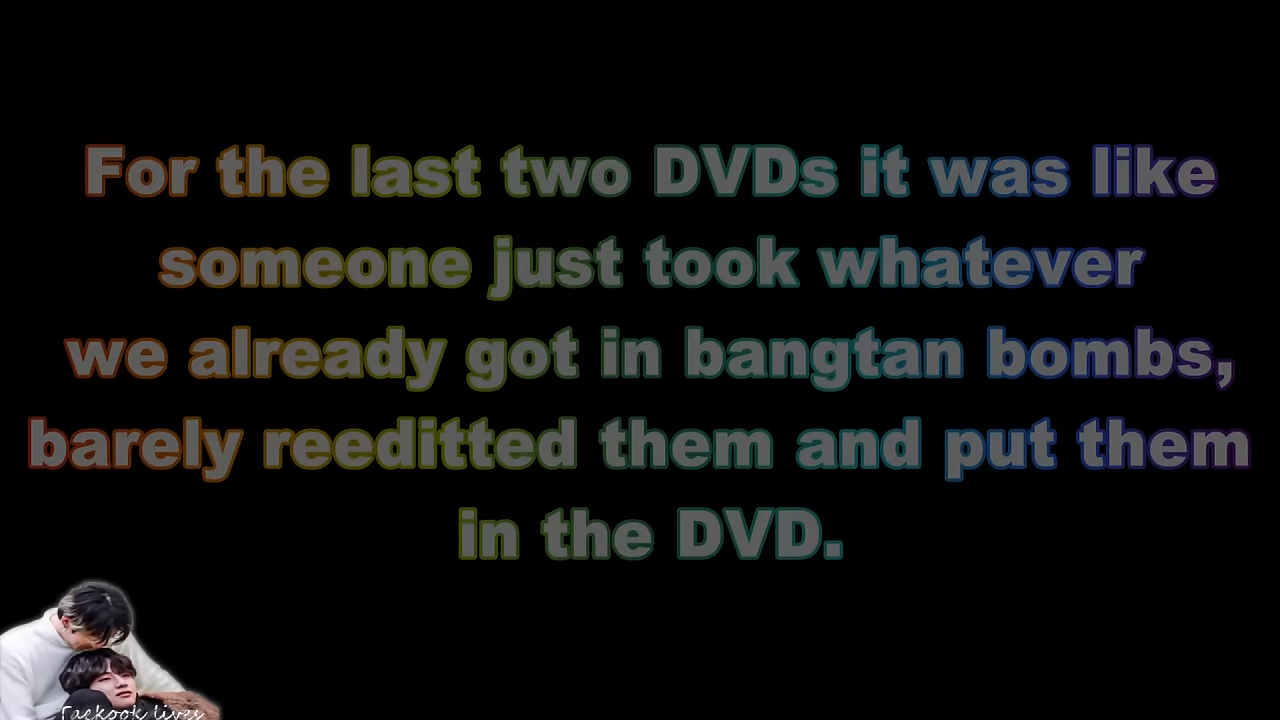 For the last two DVDs it was like
someone just took whatever
we already got in bangtan bombs,
barely reeditted them and put them
in the DVD.
Taekook lives